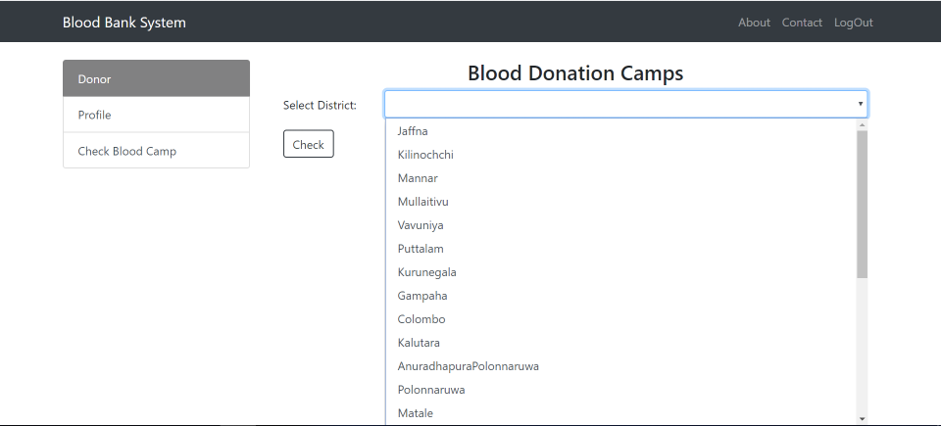 Blood Bank System
About Contact LogOut
Donor
Profile
Check Blood Camp
Blood Donation Camps
Select District:
Check
Jaffna
Kilinochchi
Mannar
Mullaitivu
Vavuniya
Puttalam
Kurunegala
Gampaha
Colombo
Kalutara
AnuradhapuraPolonnaruwa
Polonnaruwa
Matale